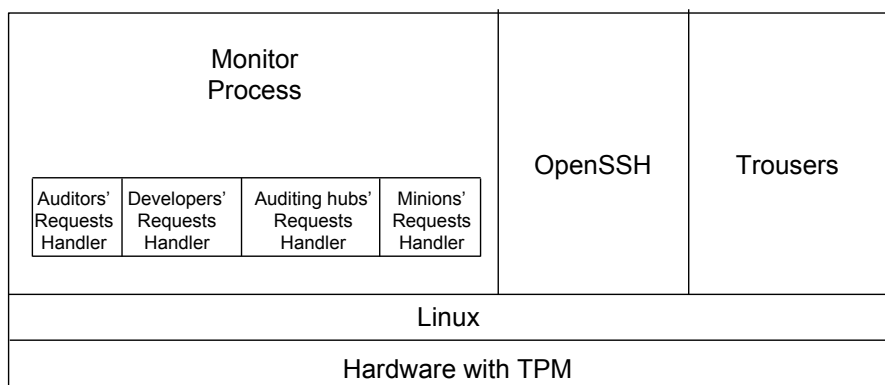 Monitor
Process
OpenSSH
Trousers
Auditors’
Requests
Handler
Developers’
Requests
Handler
Auditing hubs’
Requests
Handler
Minions’
Requests
Handler
Linux
Hardware with TPM